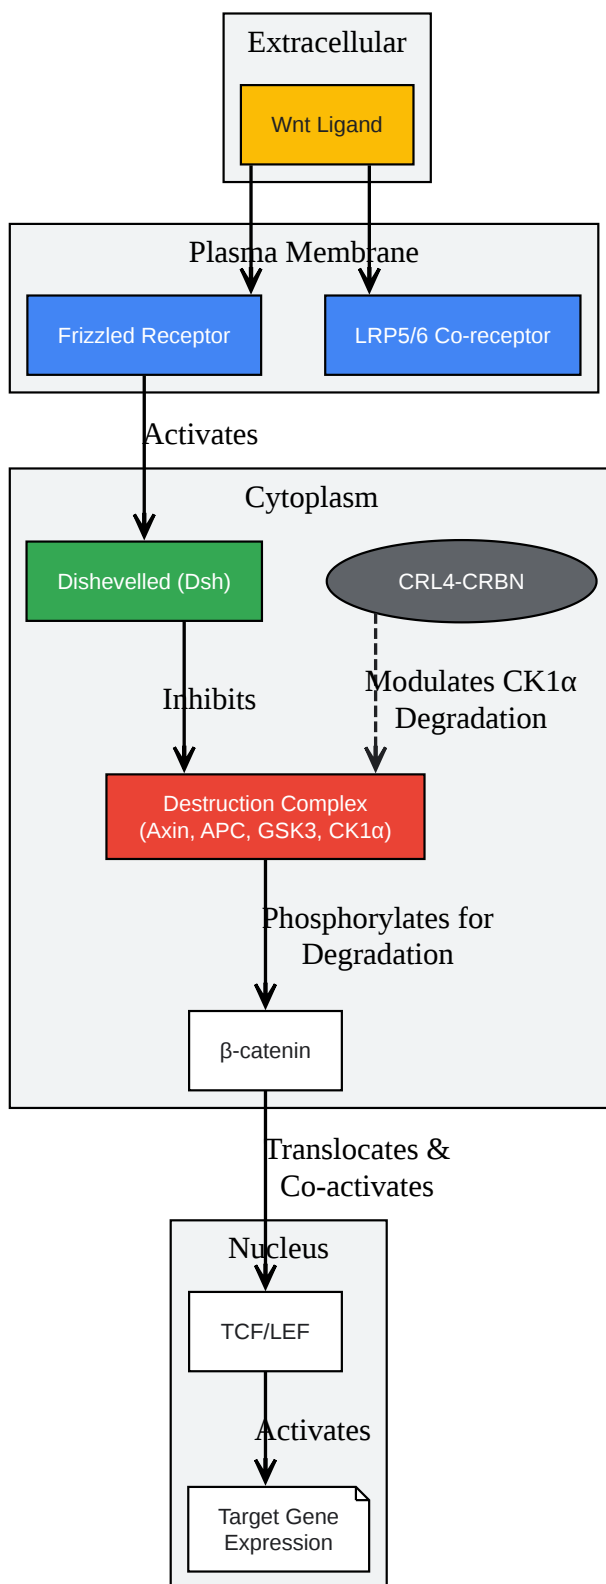 Extracellular
Wnt Ligand
Plasma Membrane
Frizzled Receptor
LRP5/6 Co-receptor
Activates
Cytoplasm
Dishevelled (Dsh)
CRL4-CRBN
Inhibits
Modulates CK1α
Degradation
Destruction Complex
(Axin, APC, GSK3, CK1α)
Phosphorylates for
Degradation
β-catenin
Translocates &
Co-activates
Nucleus
TCF/LEF
Activates
Target Gene
Expression